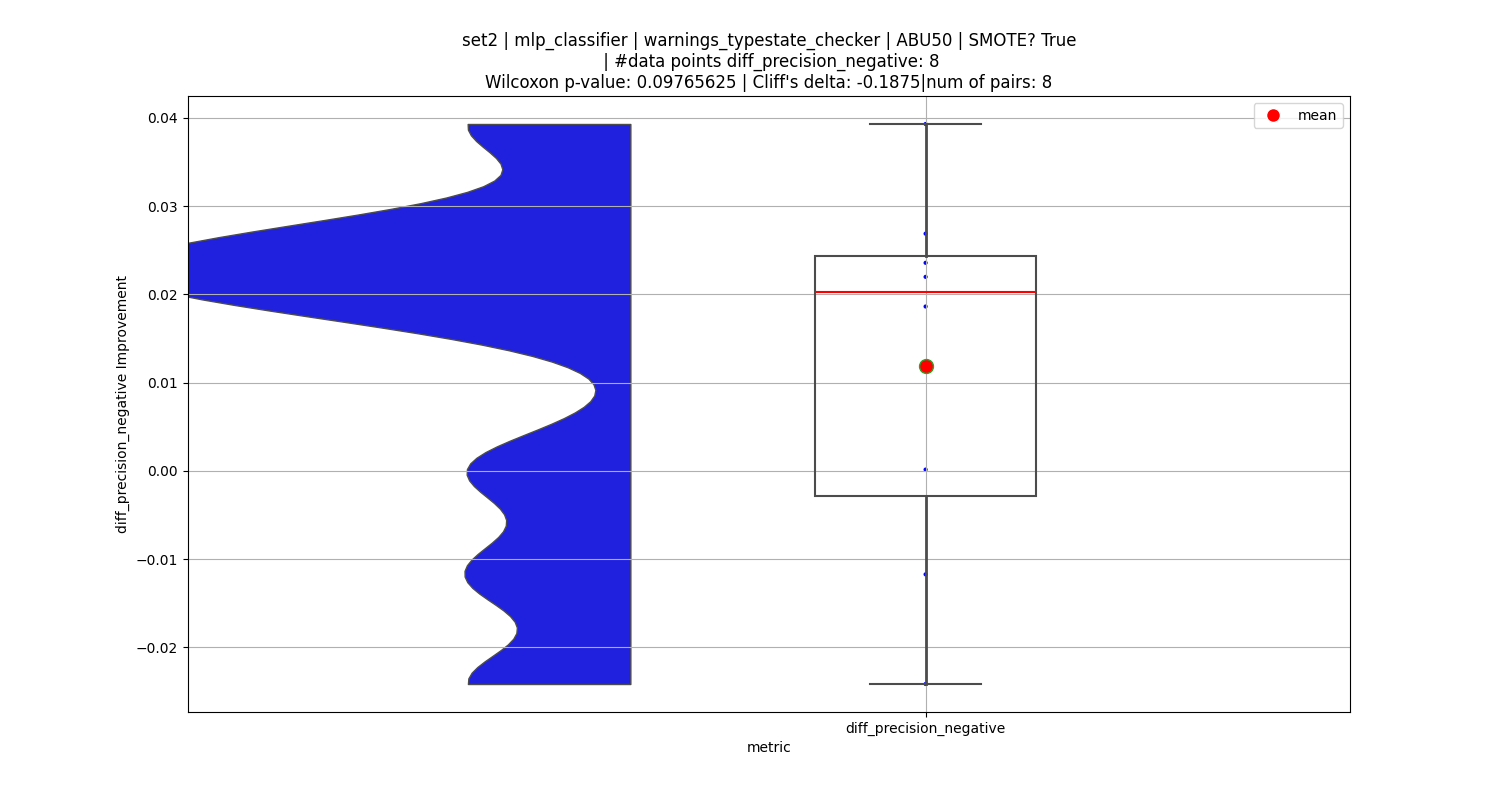 set2 | mlp_classifier | warnings_typestate_checker | ABU50 | SMOTE? True
| #data points diff_precision_negative: 8
Wilcoxon p-value: 0.09765625 | Cliff's delta: -0.1875|num of pairs: 8
mean
0.04
0.03
0.02
0.01
0.00
−0.01
−0.02
diff_precision_negative Improvement
diff_precision_negative
metric